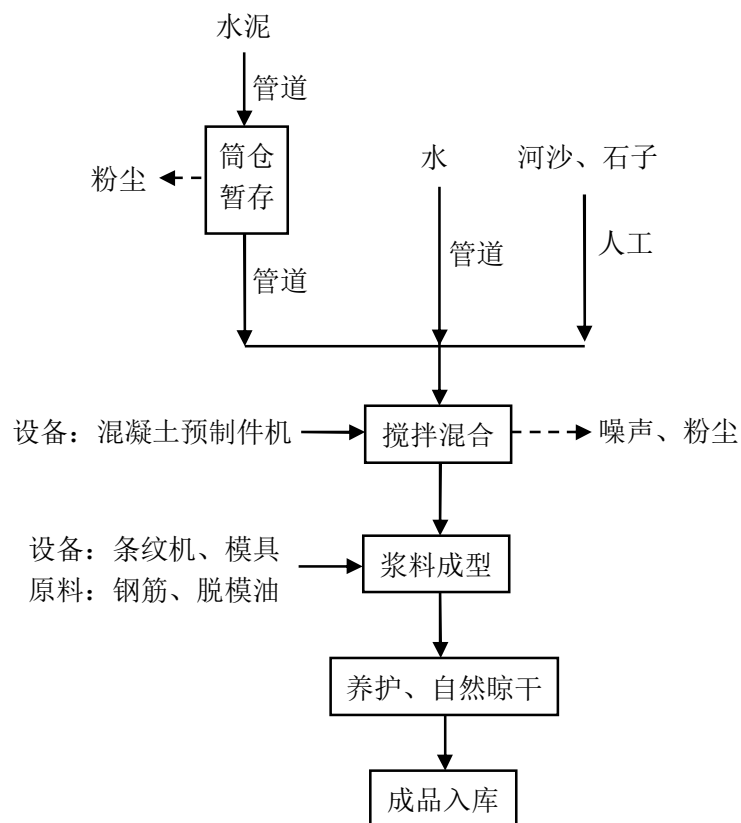 水泥
管道
筒仓
暂存
粉尘
水
河沙、石子
管道
管道
人工
设备：混凝土预制件机
搅拌混合
噪声、粉尘
设备：条纹机、模具
原料：钢筋、脱模油
浆料成型
养护、自然晾干
成品入库